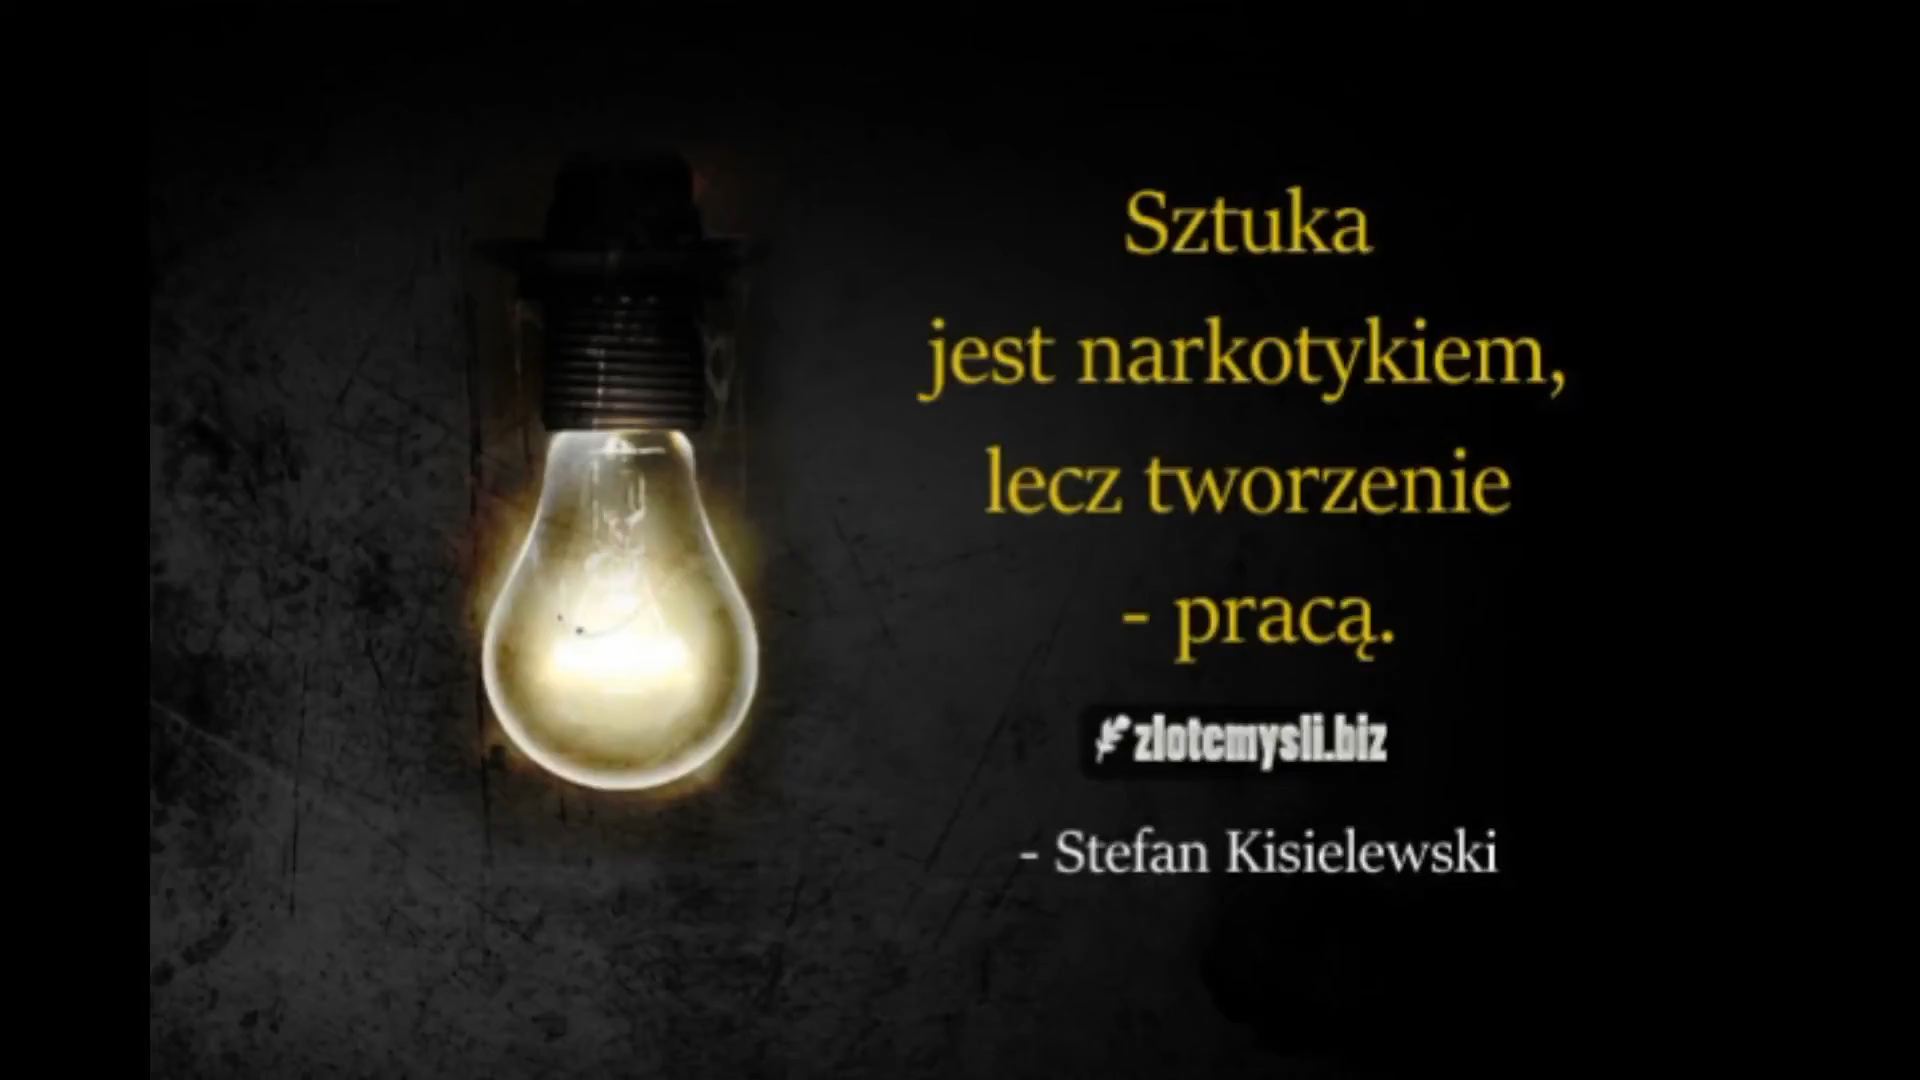 Sztuka
jest narkotykiem,
lecz tworzenie
- pracą.
zlotemysli.biz
- Stefan Kisielewski